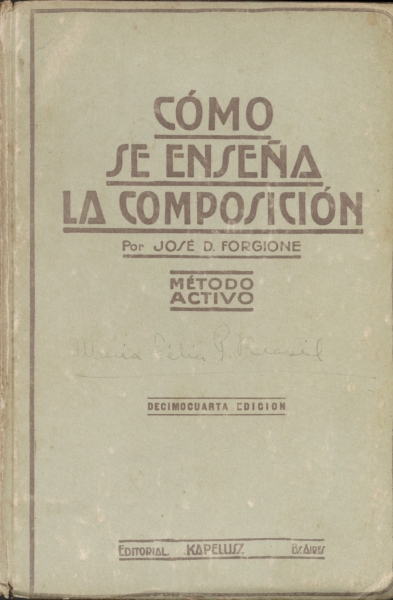 CÓMO
SE ENSEÑA
LA COMPOSICIÓN
Por JOSÉ D. FORGIONE
MÉTODO
ACTIVO
DECIMOCUARTA EDICION
EDITORIAL KAPELUSZ BS AIRES